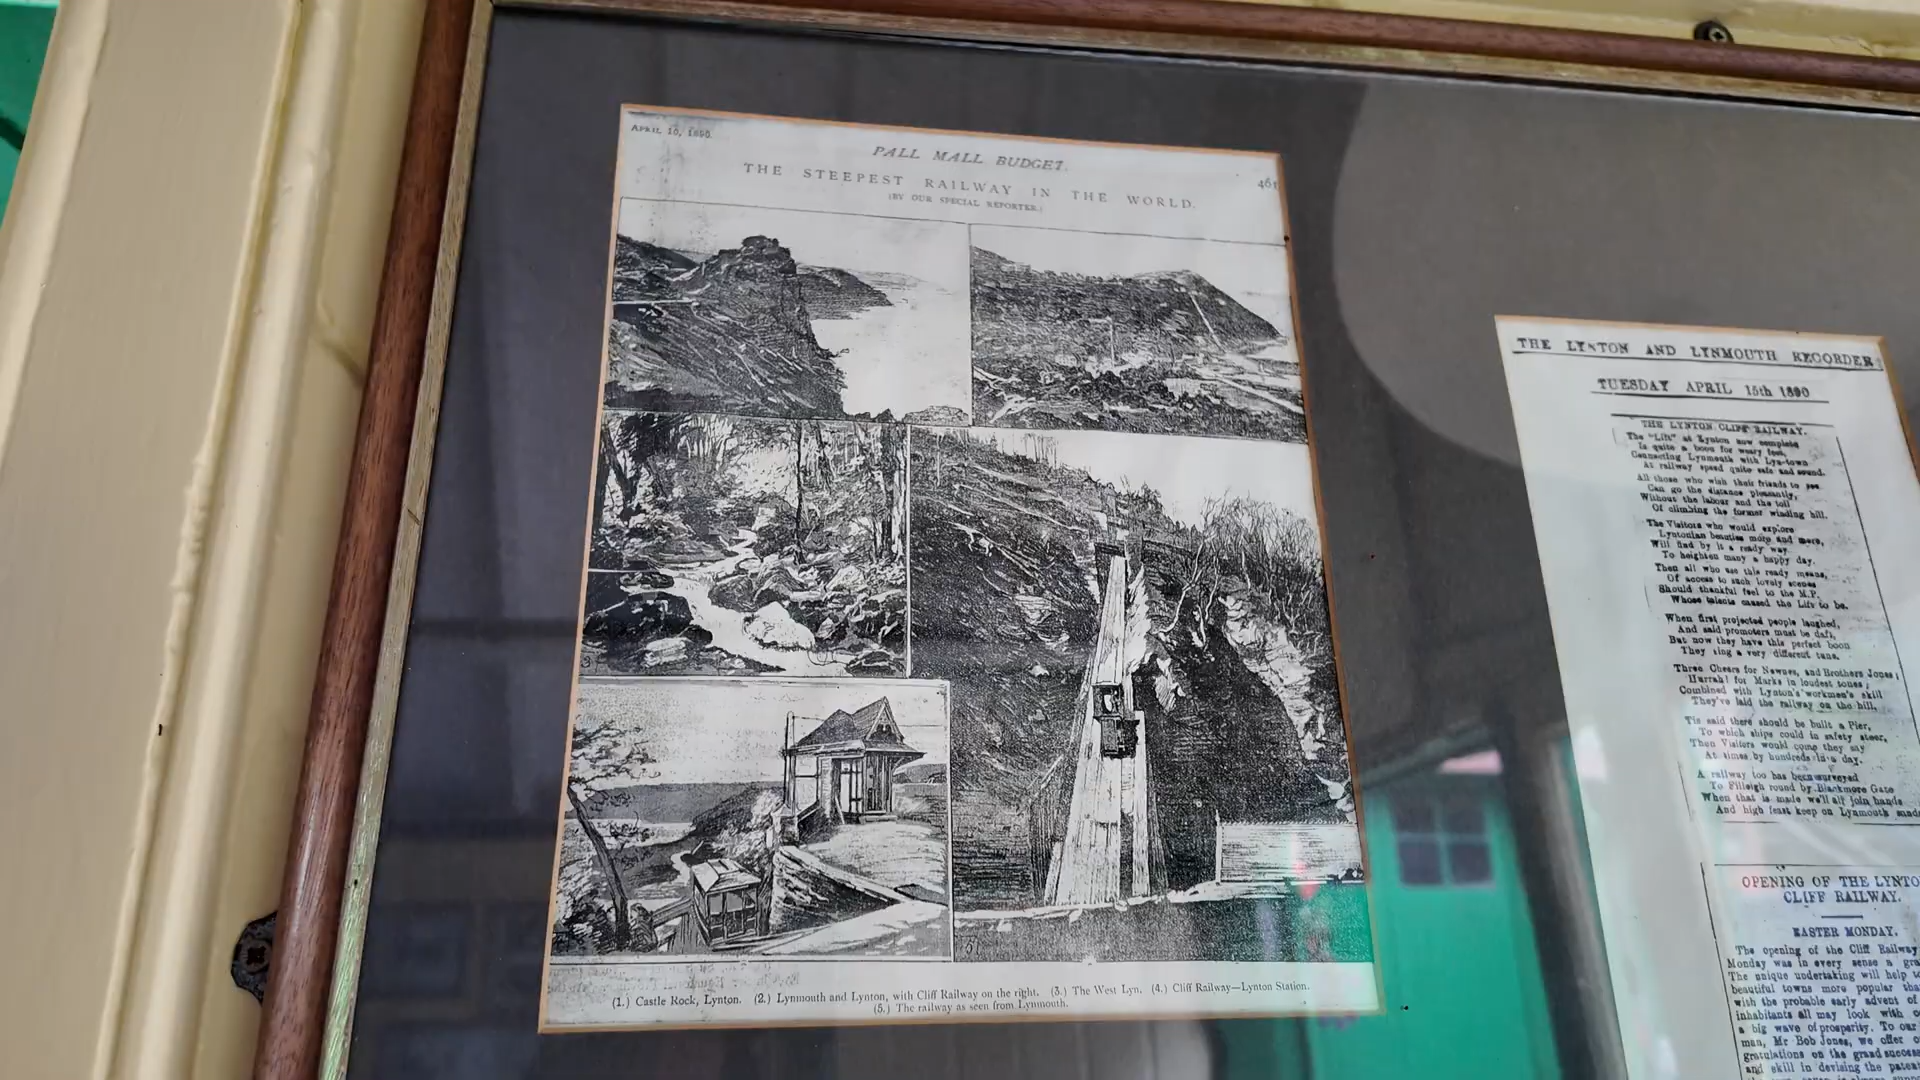 APRIL 10, 1890.
PALL MALL BUDGET.
461
THE STEEPEST RAILWAY IN THE WORLD.
(BY OUR SPECIAL REPORTER.)
3
5
(1.) Castle Rock, Lynton. (2.) Lynmouth and Lynton, with Cliff Railway on the right. (3.) The West Lyn. (4.) Cliff Railway—Lynton Station.
(5.) The railway as seen from Lynmouth.
THE LYNTON AND LYNMOUTH RECORDER
TUESDAY APRIL 15th 1890
THE LYNTON CLIFF RAILWAY.
The "Lift" at Lynton now complete
Is quite a boon for weary feet,
Connecting Lynmouth with Lyn-town
At railway speed quite safe and sound.
All those who wish their friends to see
Can go the distance pleasantly,
Without the labour and the toil
Of climbing the former winding hill.
The Visitors who would explore
Lyntonian beauties more and more,
Will find by it a ready way
To heighten many a happy day.
Then all who use this ready means,
Of access to such lovely scenes
Should thankful feel to the M.P.
Whose talents caused the Lift to be.
When first projected people laughed,
And said promoters must be daft,
But now they have this perfect boon
They sing a very different tune.
Three Cheers for Newnes, and Brothers Jones;
Hurrah! for Marks in loudest tones;
Combined with Lynton's workmen's skill
They've laid the railway on the hill.
'Tis said there should be built a Pier,
To which ships could in safety steer,
Then Visitors would come they say
At times by hundreds in a day.
A railway too has been surveyed
To Filleigh round by Blackmore Gate
When that is made we'll all join hands
And high feast keep on Lynmouth
OPENING OF THE
CLIFF RAILWAY.
EASTER MONDAY.
The opening of the Cliff Railway
Monday was in every sense a
The unique undertaking will help
beautiful towns more popular
with the probable early advent of
inhabitants all may look with
a big wave of prosperity. To our
man, Mr Bob Jones, we offer
gratulations on the grand success
and skill in devising the